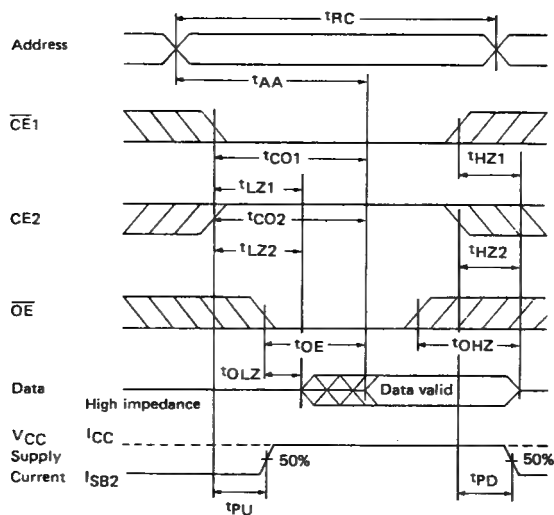 tRC
Address
tAA
CE1
tCO1
tHZ1
tLZ1
CE2
tCO2
tLZ2
tHZ2
OE
tOE
tOHZ
tOLZ
Data
Data valid
High impedance
VCC ICC
Supply
50%
50%
Current ISB2
tPU
tPD